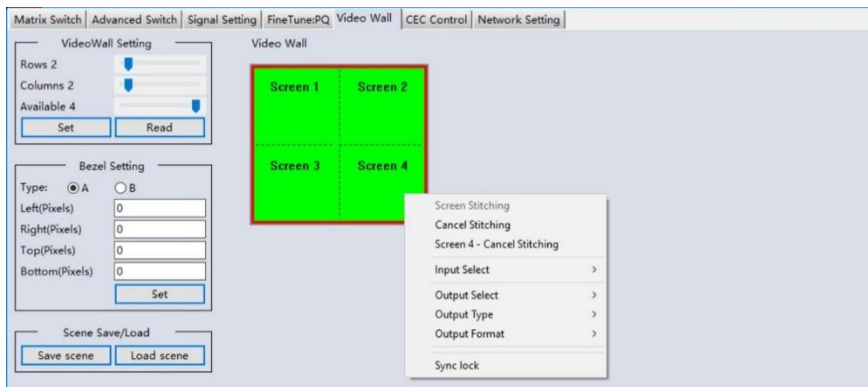 Matrix Switch Advanced Switch Signal Setting FineTune:PQ Video Wall CEC Control Network Setting
VideoWall Setting
Rows 2
Columns 2
Available 4
Set Read
Bezel Setting
Type: A B
Left(Pixels) 0
Right(Pixels) 0
Top(Pixels) 0
Bottom(Pixels) 0
Set
Scene Save/Load
Save scene Load scene
Video Wall
Screen 1 Screen 2
Screen 3 Screen 4
Screen Stitching
Cancel Stitching
Screen 4 - Cancel Stitching
Input Select >
Output Select >
Output Type >
Output Format >
Sync lock